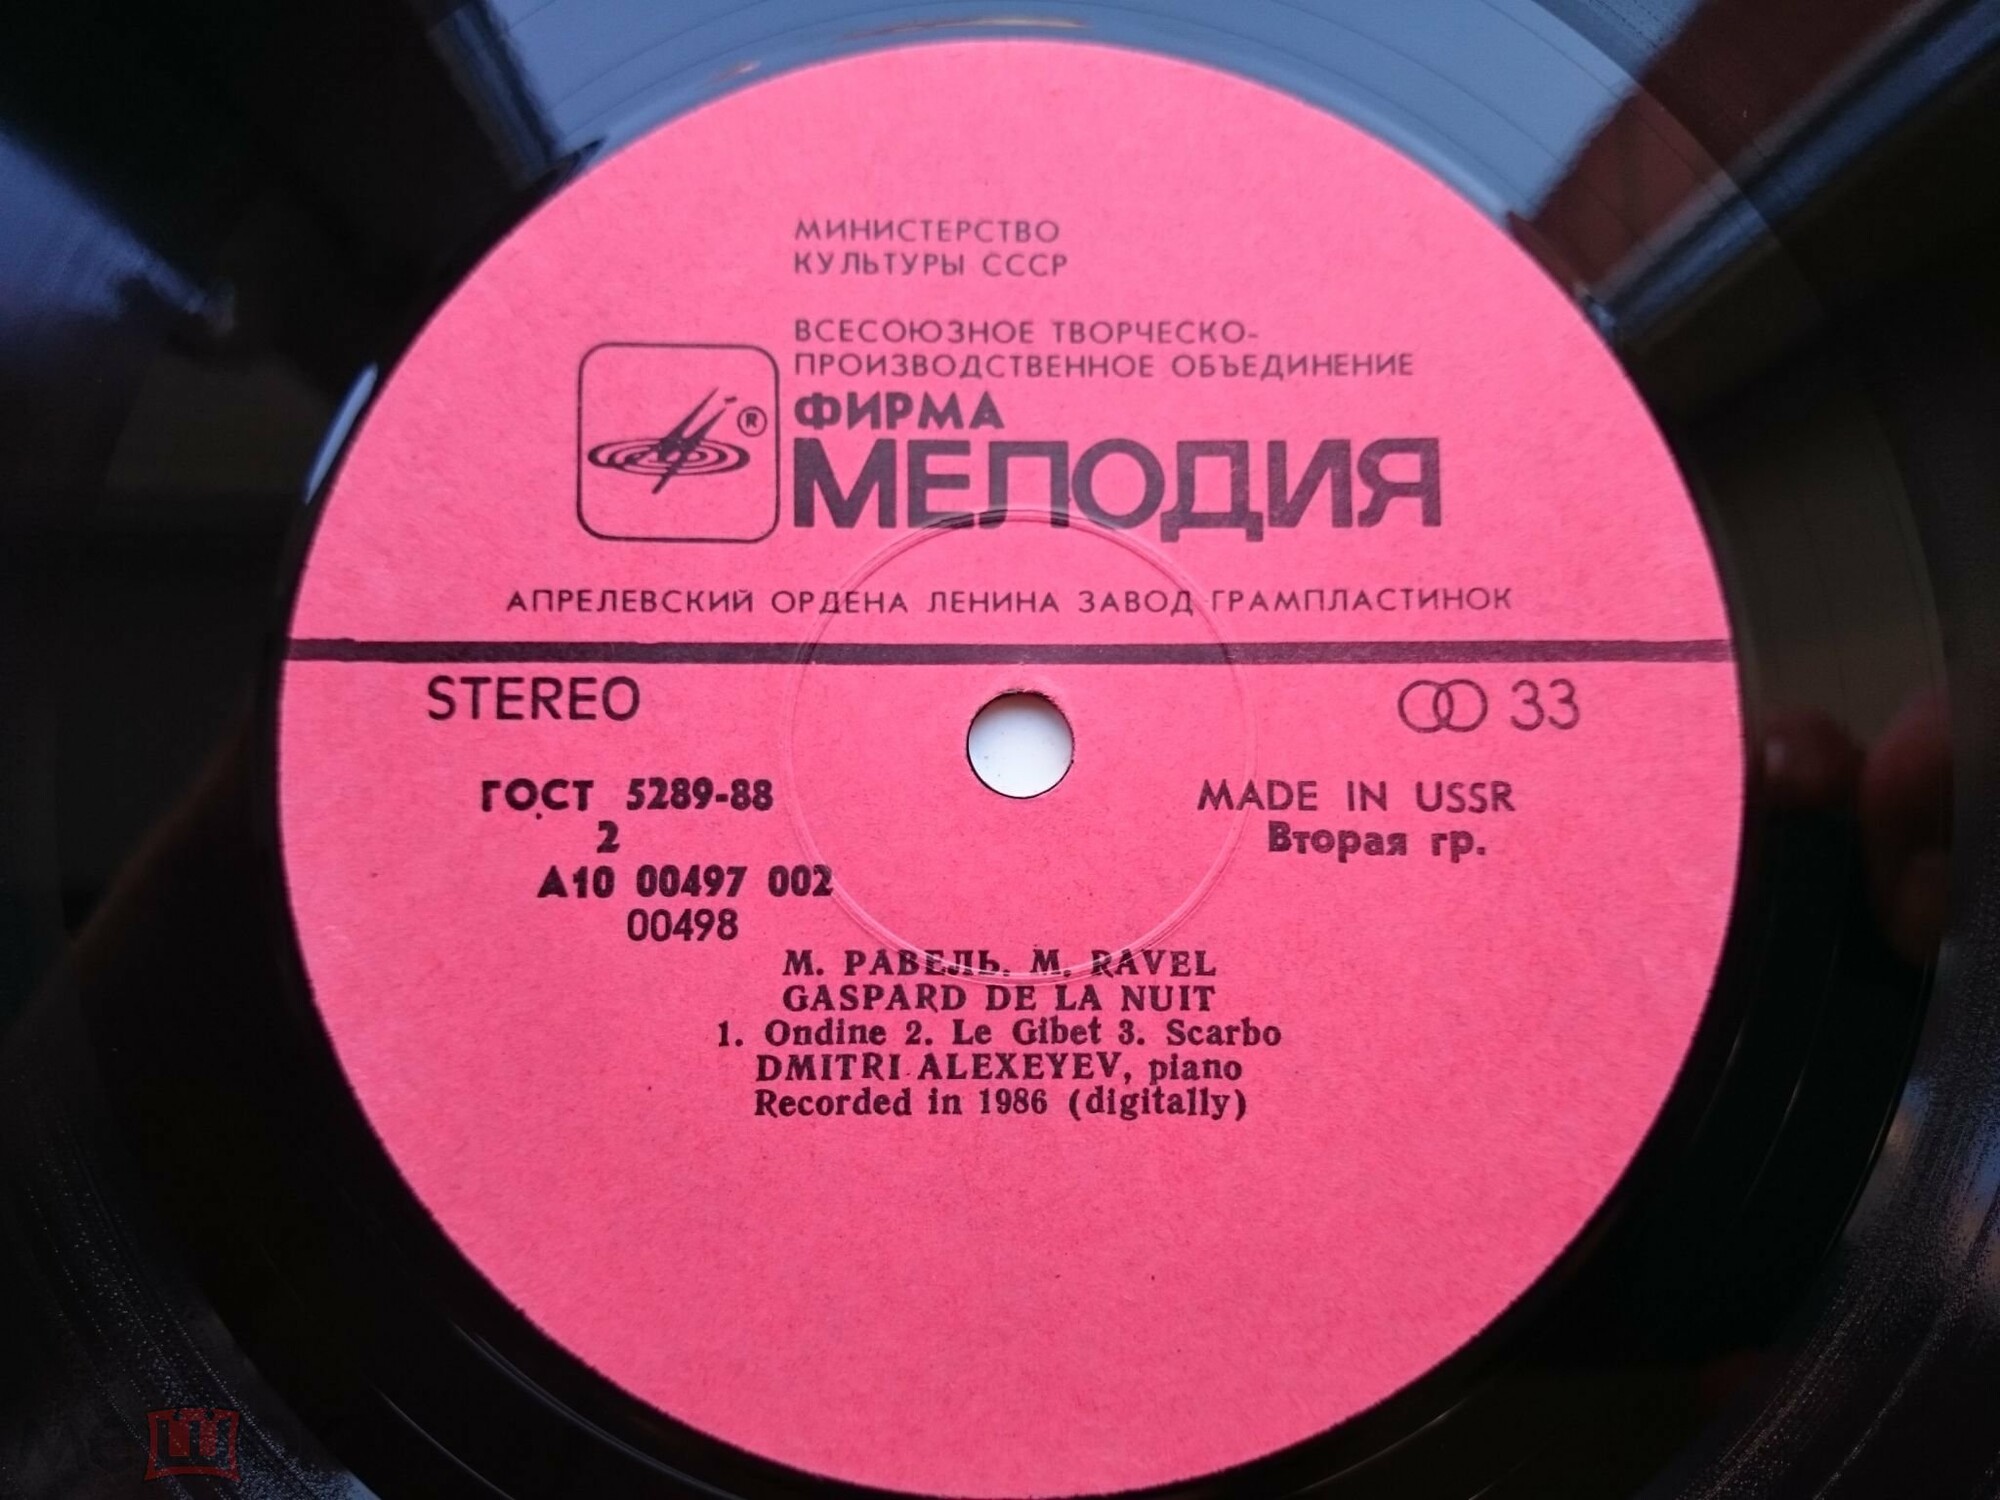 МИНИСТЕРСТВО
КУЛЬТУРЫ СССР
ВСЕСОЮЗНОЕ ТВОРЧЕСКО-
ПРОИЗВОДСТВЕННОЕ ОБЪЕДИНЕНИЕ
®
ФИРМА
МЕЛОДИЯ
АПРЕЛЕВСКИЙ ОРДЕНА ЛЕНИНА ЗАВОД ГРАМПЛАСТИНОК
STEREO
33
ГОСТ 5289-88
MADE IN USSR
2
Вторая гр.
А10 00497 002
00498
М. РАВЕЛЬ. M. RAVEL
GASPARD DE LA NUIT
1. Ondine 2. Le Gibet 3. Scarbo
DMITRI ALEXEYEV, piano
Recorded in 1986 (digitally)